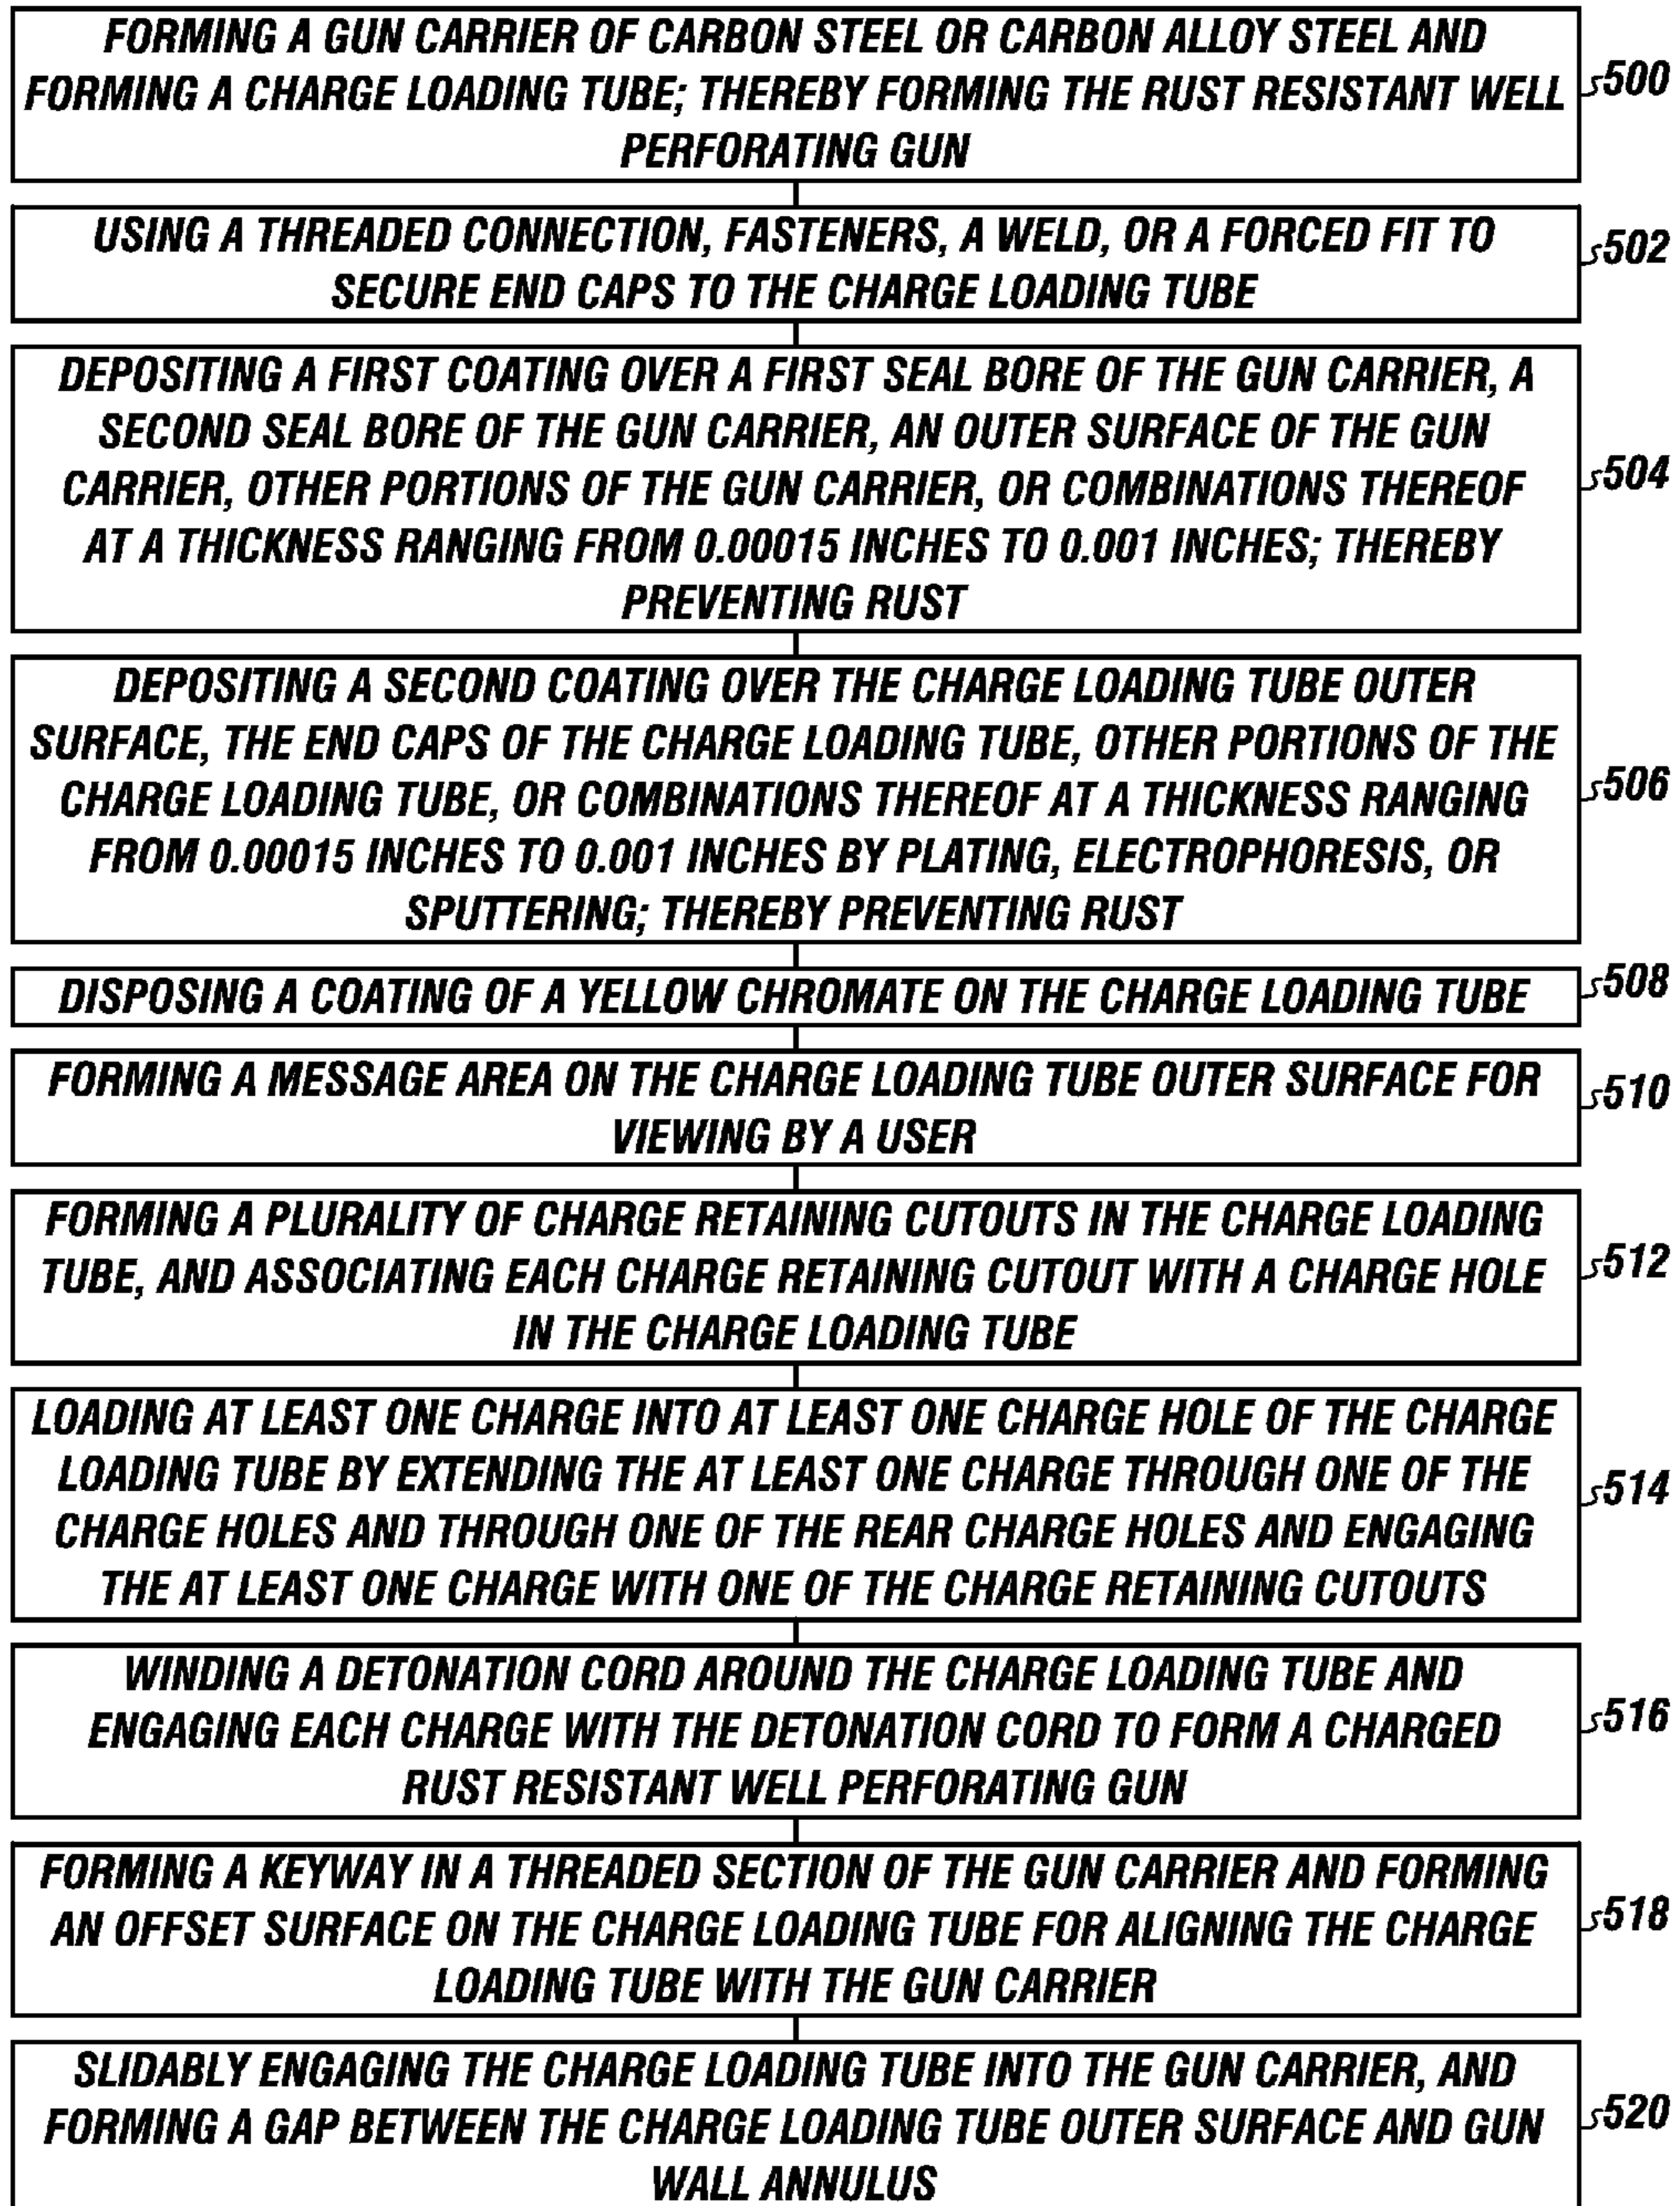 FORMING A GUN CARRIER OF CARBON STEEL OR CARBON ALLOY STEEL AND
FORMING A CHARGE LOADING TUBE; THEREBY FORMING THE RUST RESISTANT WELL
PERFORATING GUN
500
USING A THREADED CONNECTION, FASTENERS, A WELD, OR A FORCED FIT TO
SECURE END CAPS TO THE CHARGE LOADING TUBE
502
DEPOSITING A FIRST COATING OVER A FIRST SEAL BORE OF THE GUN CARRIER, A
SECOND SEAL BORE OF THE GUN CARRIER, AN OUTER SURFACE OF THE GUN
CARRIER, OTHER PORTIONS OF THE GUN CARRIER, OR COMBINATIONS THEREOF
AT A THICKNESS RANGING FROM 0.00015 INCHES TO 0.001 INCHES; THEREBY
PREVENTING RUST
504
DEPOSITING A SECOND COATING OVER THE CHARGE LOADING TUBE OUTER
SURFACE, THE END CAPS OF THE CHARGE LOADING TUBE, OTHER PORTIONS OF THE
CHARGE LOADING TUBE, OR COMBINATIONS THEREOF AT A THICKNESS RANGING
FROM 0.00015 INCHES TO 0.001 INCHES BY PLATING, ELECTROPHORESIS, OR
SPUTTERING; THEREBY PREVENTING RUST
506
DISPOSING A COATING OF A YELLOW CHROMATE ON THE CHARGE LOADING TUBE
508
FORMING A MESSAGE AREA ON THE CHARGE LOADING TUBE OUTER SURFACE FOR
VIEWING BY A USER
510
FORMING A PLURALITY OF CHARGE RETAINING CUTOUTS IN THE CHARGE LOADING
TUBE, AND ASSOCIATING EACH CHARGE RETAINING CUTOUT WITH A CHARGE HOLE
IN THE CHARGE LOADING TUBE
512
LOADING AT LEAST ONE CHARGE INTO AT LEAST ONE CHARGE HOLE OF THE CHARGE
LOADING TUBE BY EXTENDING THE AT LEAST ONE CHARGE THROUGH ONE OF THE
CHARGE HOLES AND THROUGH ONE OF THE REAR CHARGE HOLES AND ENGAGING
THE AT LEAST ONE CHARGE WITH ONE OF THE CHARGE RETAINING CUTOUTS
514
WINDING A DETONATION CORD AROUND THE CHARGE LOADING TUBE AND
ENGAGING EACH CHARGE WITH THE DETONATION CORD TO FORM A CHARGED
RUST RESISTANT WELL PERFORATING GUN
516
FORMING A KEYWAY IN A THREADED SECTION OF THE GUN CARRIER AND FORMING
AN OFFSET SURFACE ON THE CHARGE LOADING TUBE FOR ALIGNING THE CHARGE
LOADING TUBE WITH THE GUN CARRIER
518
SLIDABLY ENGAGING THE CHARGE LOADING TUBE INTO THE GUN CARRIER, AND
FORMING A GAP BETWEEN THE CHARGE LOADING TUBE OUTER SURFACE AND GUN
WALL ANNULUS
520